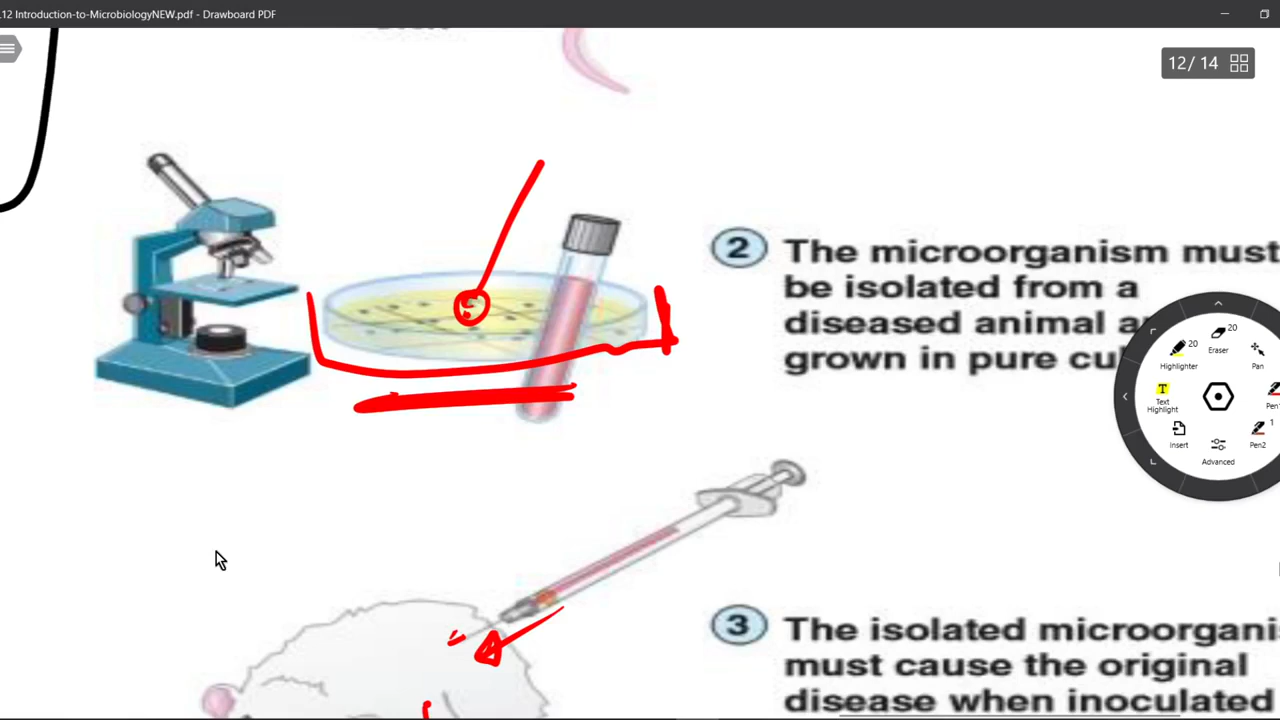 .12 Introduction-to-MicrobiologyNEW.pdf - Drawboard PDF
12/ 14
2 The microorganism must
be isolated from a
diseased animal
grown in pure
20
Highlighter
20
Eraser
Pan
T
Text
Highlight
Pen
Insert
1
Pen2
Advanced
3 The isolated
must cause the original
disease when inoculated